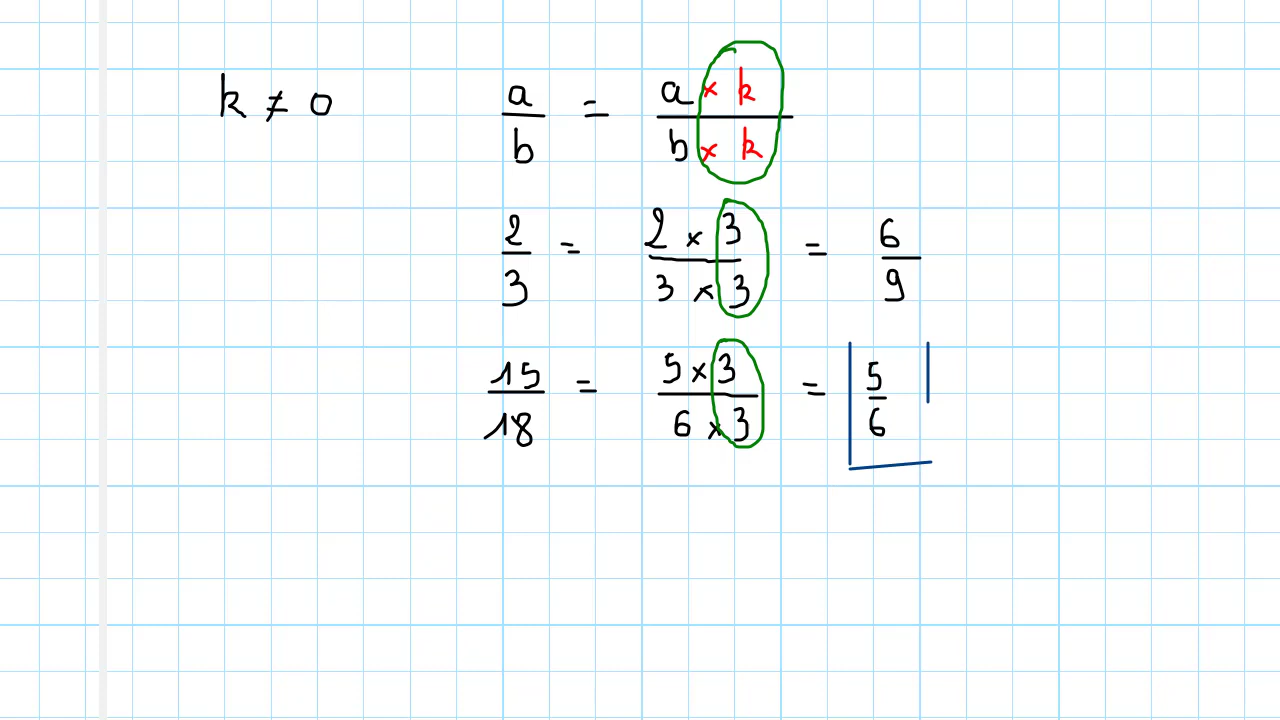 k ≠ 0 a/b = a × k / b × k
2/3 = 2 × 3 / 3 × 3 = 6/9
15/18 = 5 × 3 / 6 × 3 = 5/6